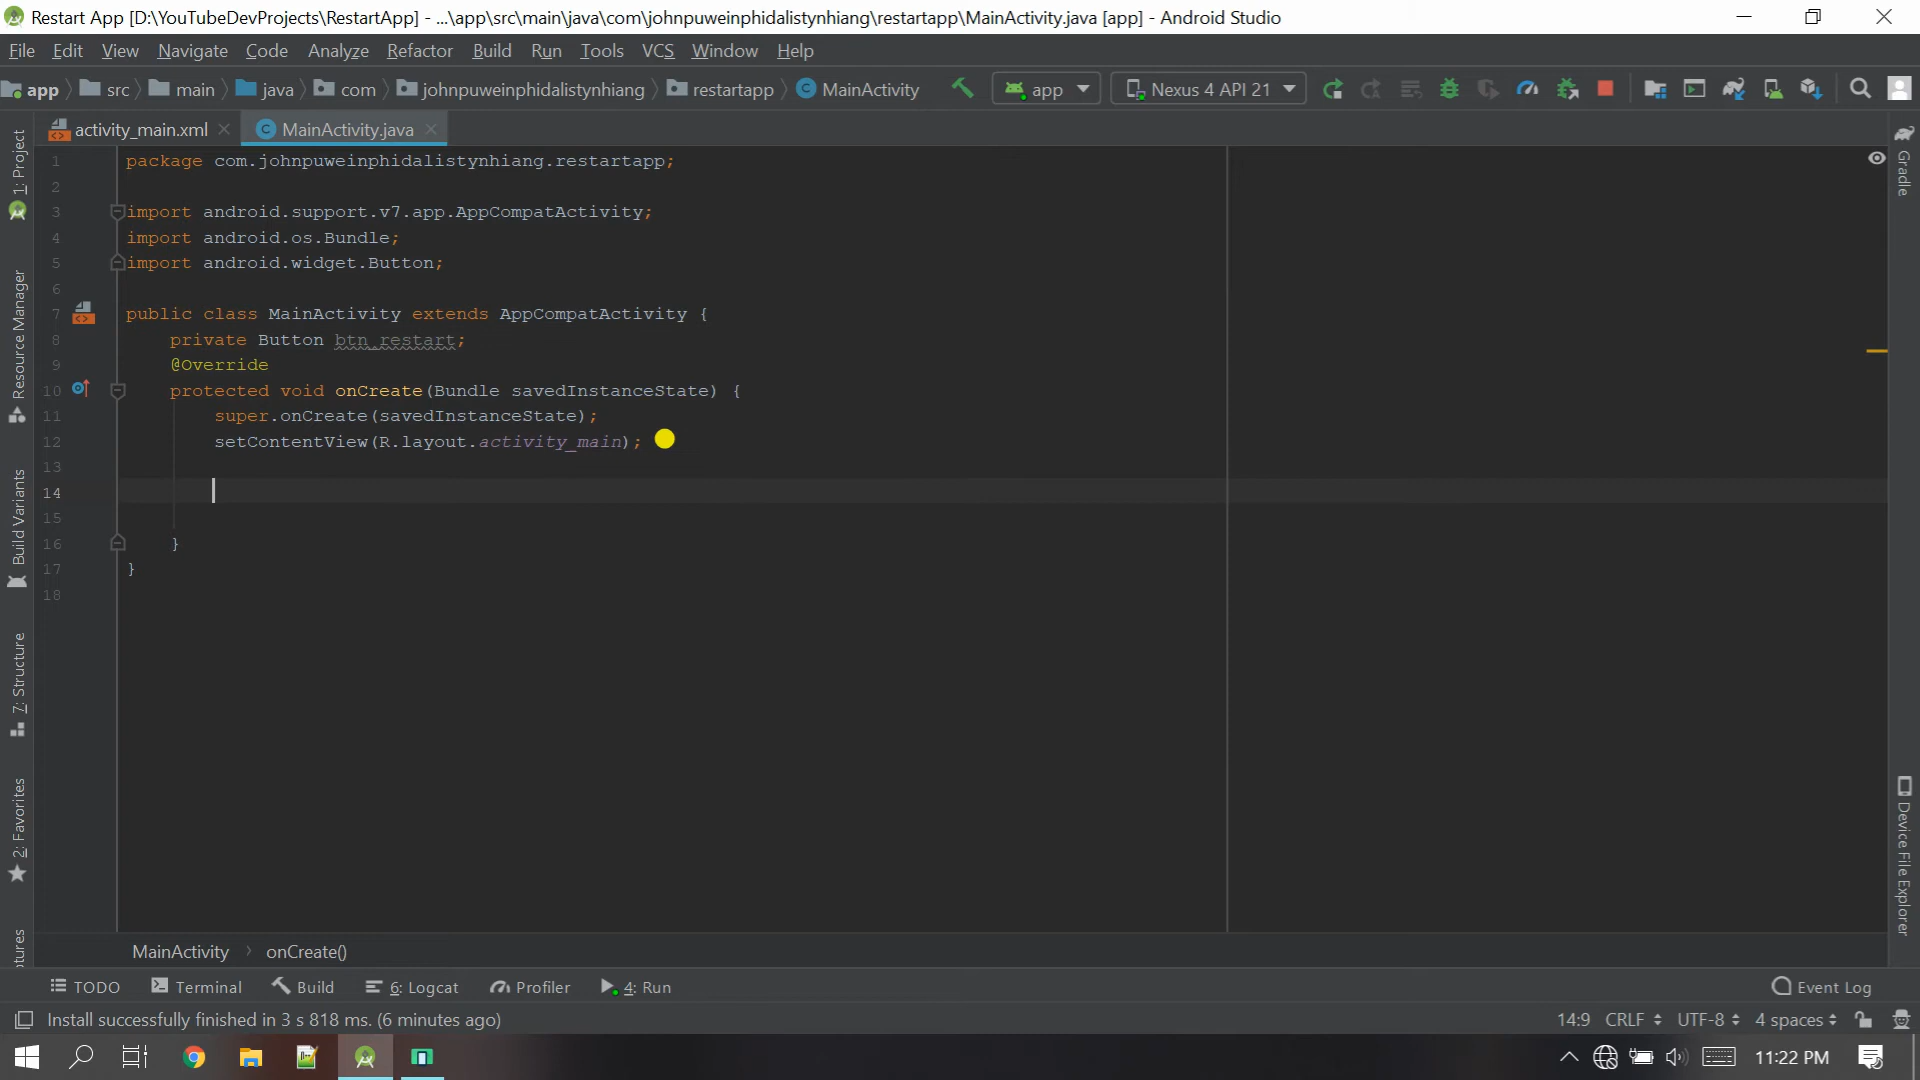 Restart App [D:\YouTubeDevProjects\RestartApp] - ...\app\src\main\java\com\johnpuweinphidalistynhiang\restartapp\MainActivity.java [app] - Android Studio
File Edit View Navigate Code Analyze Refactor Build Run Tools VCS Window Help
app src main java com johnpuweinphidalistynhiang restartapp MainActivity app Nexus 4 API 21
activity_main.xml MainActivity.java
1 package com.johnpuweinphidalistynhiang.restartapp;
2
3 import android.support.v7.app.AppCompatActivity;
4 import android.os.Bundle;
5 import android.widget.Button;
6
7 public class MainActivity extends AppCompatActivity {
8 private Button btn_restart;
9 @Override
10 protected void onCreate(Bundle savedInstanceState) {
11 super.onCreate(savedInstanceState);
12 setContentView(R.layout.activity_main);
13
14
15
16 }
17 }
18
1: Project
Resource Manager
Build Variants
7: Structure
2: Favorites
Gradle
Device File Explorer
MainActivity onCreate()
TODO Terminal Build 6: Logcat Profiler 4: Run Event Log
Install successfully finished in 3 s 818 ms. (6 minutes ago) 14:9 CRLF UTF-8 4 spaces
11:22 PM